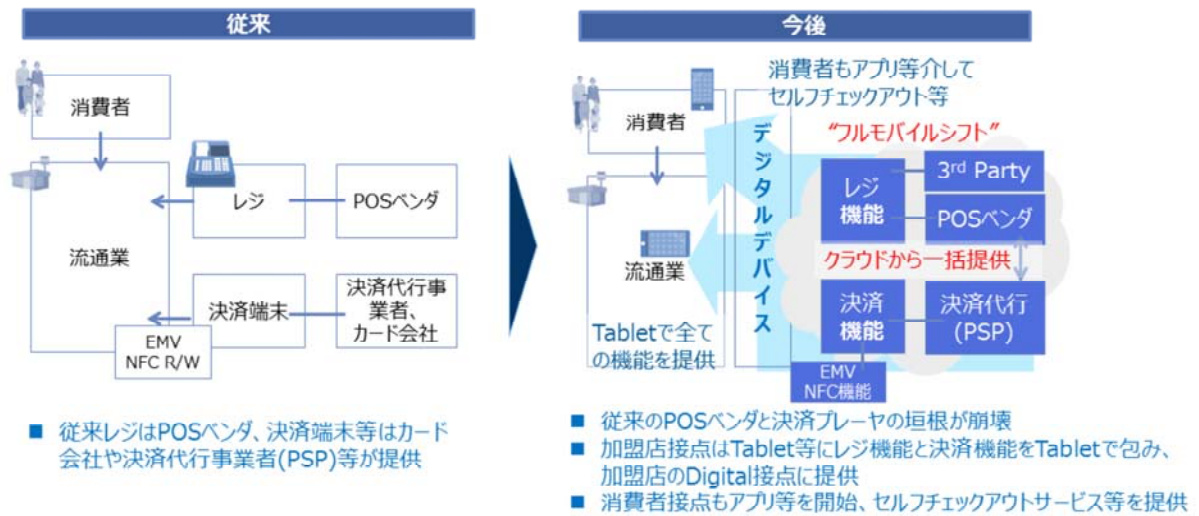 従来
消費者
流通業
レジ
POSベンダ
決済端末
決済代行事
業者、
カード会社
EMV
NFC R/W
■ 従来レジはPOSベンダ、決済端末等はカード
会社や決済代行事業者(PSP)等が提供
今後
消費者もアプリ等介して
セルフチェックアウト等
消費者
デジタルデバイス
"フルモバイルシフト"
レジ
機能
3rd Party
POSベンダ
流通業
クラウドから一括提供
決済
機能
決済代行
(PSP)
Tabletで全て
の機能を提供
EMV
NFC機能
■ 従来のPOSベンダと決済プレーヤの垣根が崩壊
■ 加盟店接点はTablet等にレジ機能と決済機能をTabletで包み、
加盟店のDigital接点に提供
■ 消費者接点もアプリ等を開始、セルフチェックアウトサービス等を提供